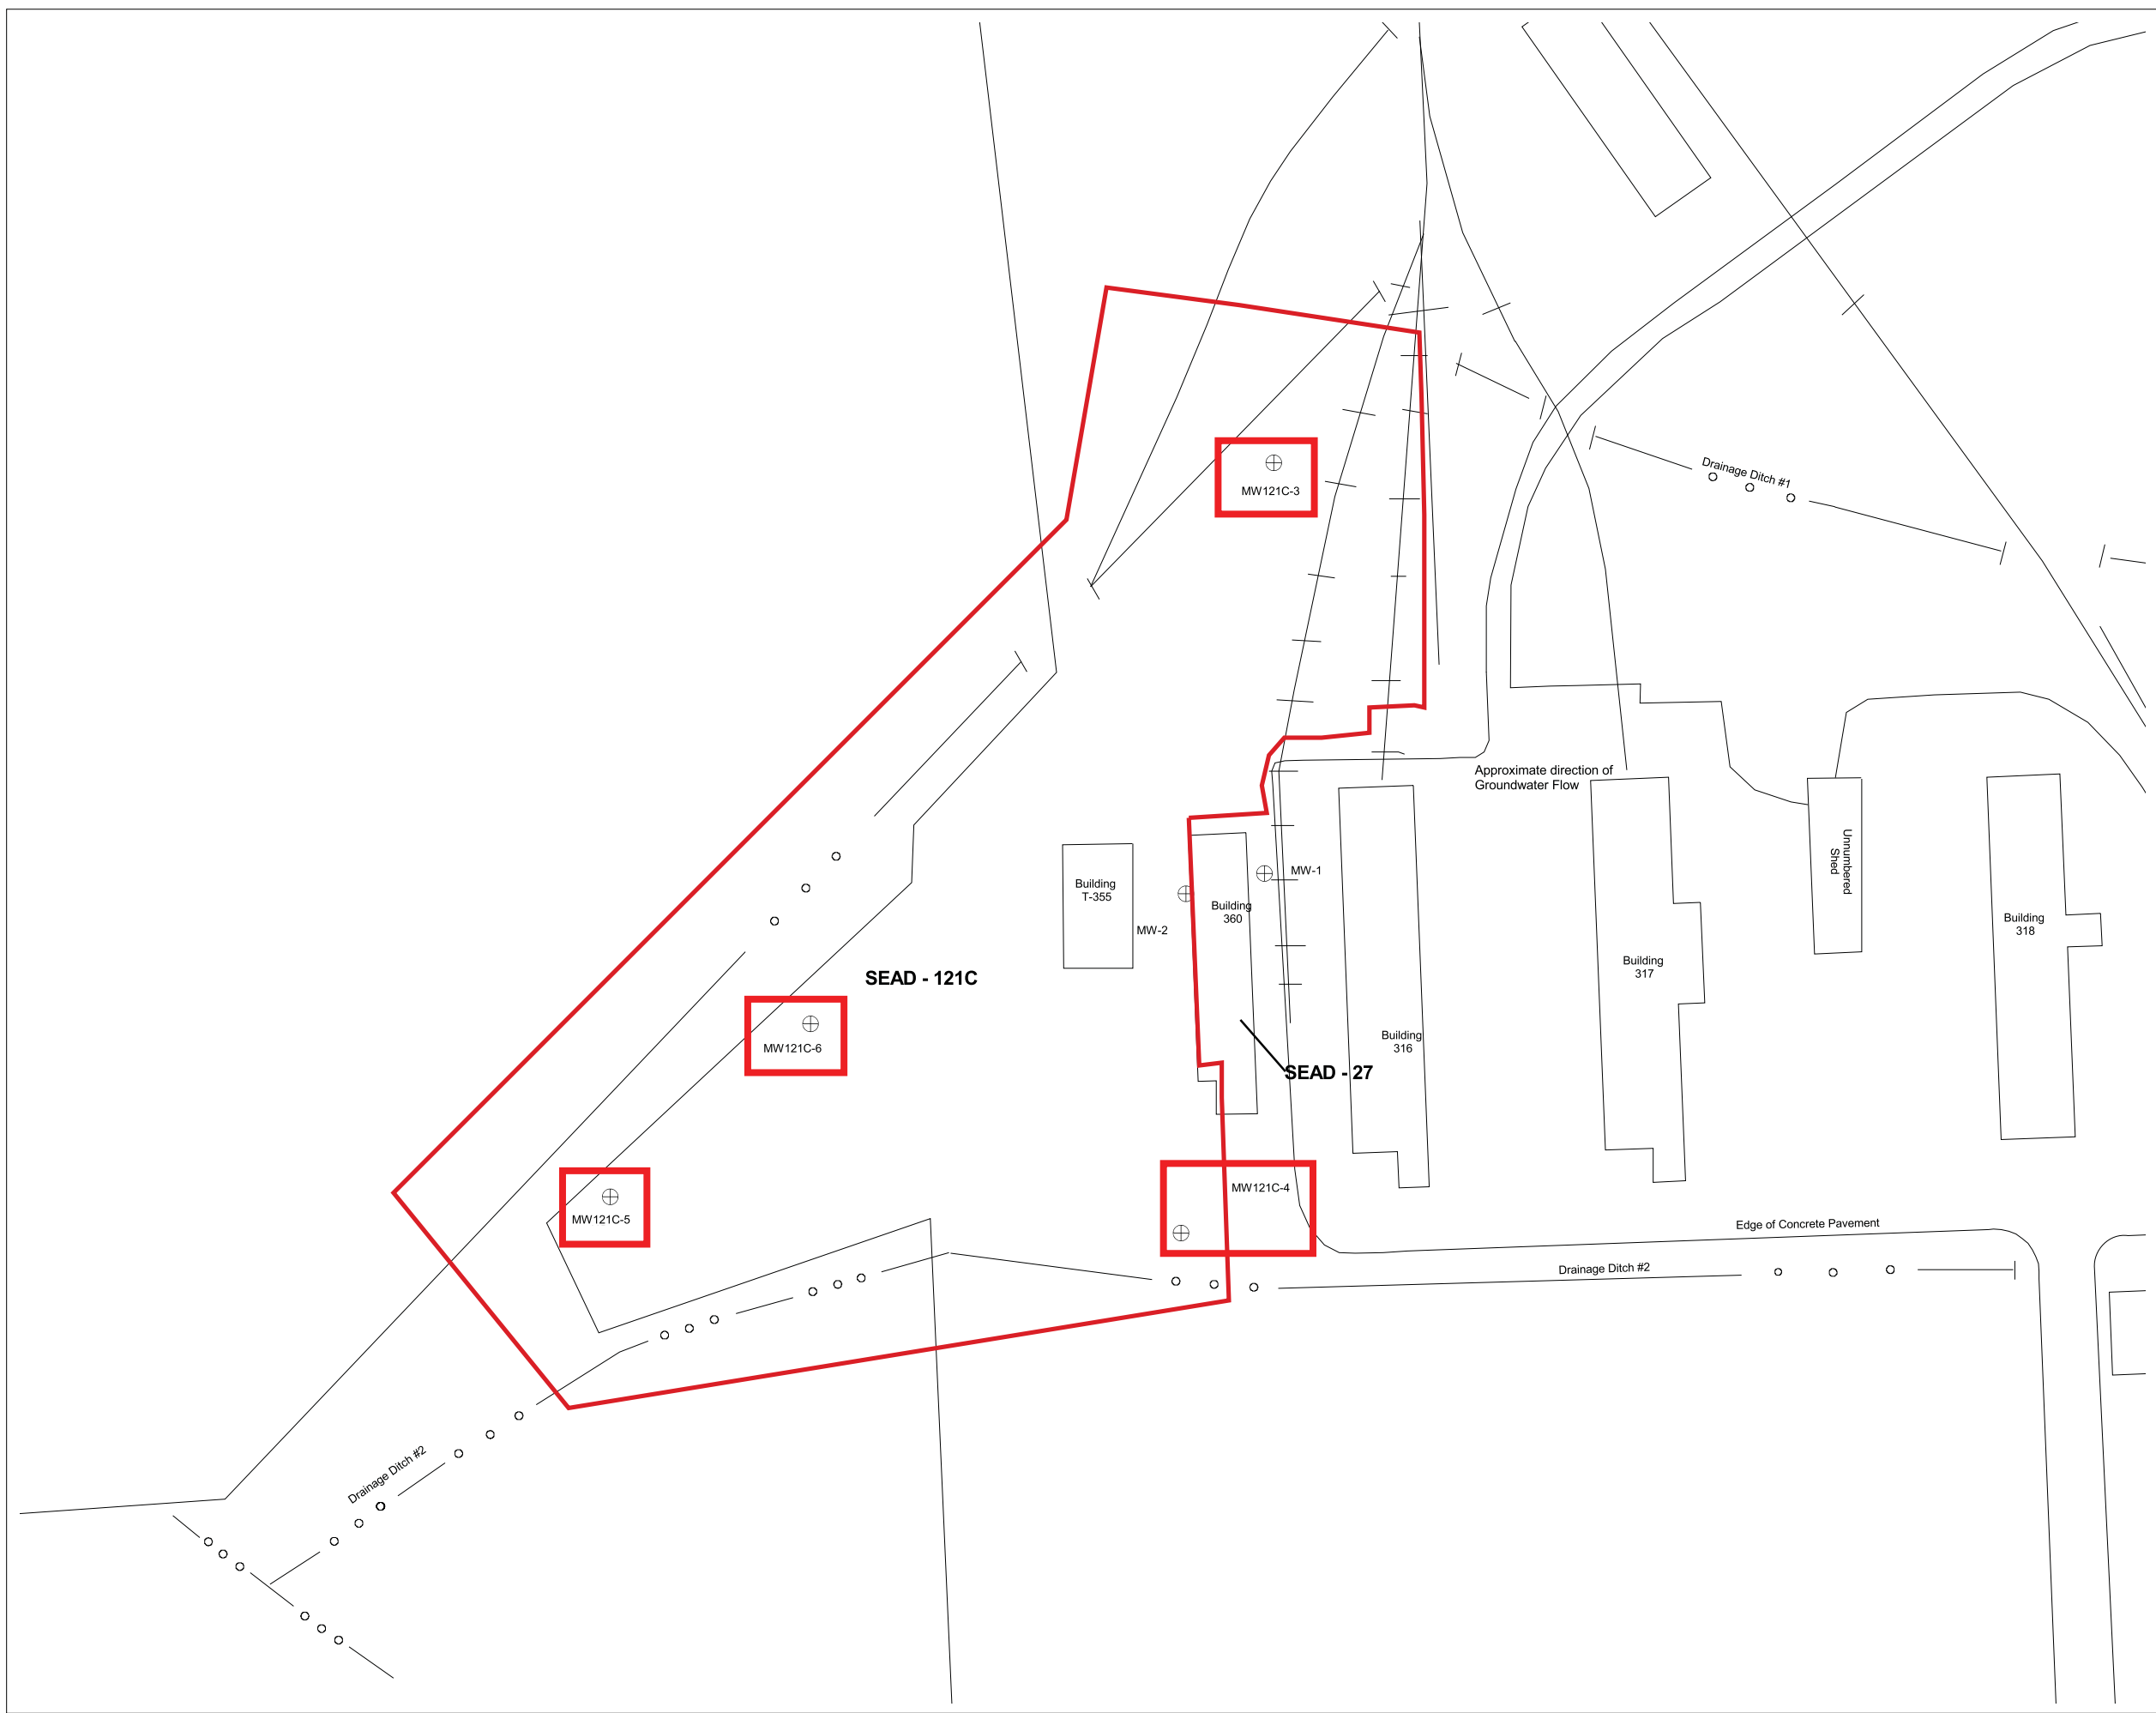 Drainage Ditch #1
MW121C-3
Approximate direction of
Groundwater Flow
Unnumbered
Shed
Building
T-355
MW-1
Building
360
MW-2
Building
318
Building
317
SEAD - 121C
Building
316
MW121C-6
SEAD - 27
MW121C-4
MW121C-5
Edge of Concrete Pavement
Drainage Ditch #2
Drainage Ditch #2